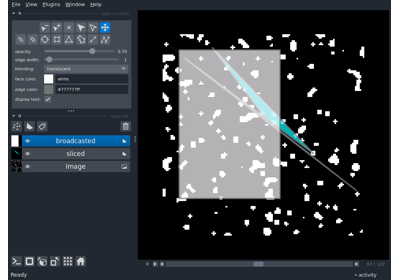 File View Plugins Window Help
opacity: 0.70
edge width: 1
blending: translucent
face color: white
edge color: #777777ff
display text: ✓
broadcasted
sliced
Image
Ready
activity